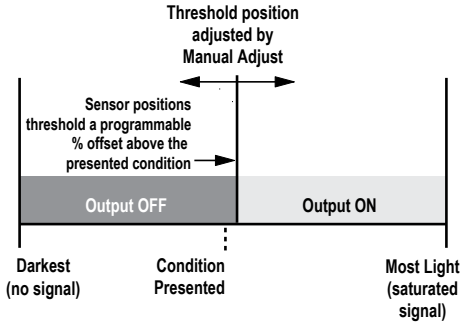 Threshold position
adjusted by
Manual Adjust
Sensor positions
threshold a programmable
% offset above the
presented condition
Output OFF
Output ON
Darkest
(no signal)
Condition
Presented
Most Light
(saturated
signal)